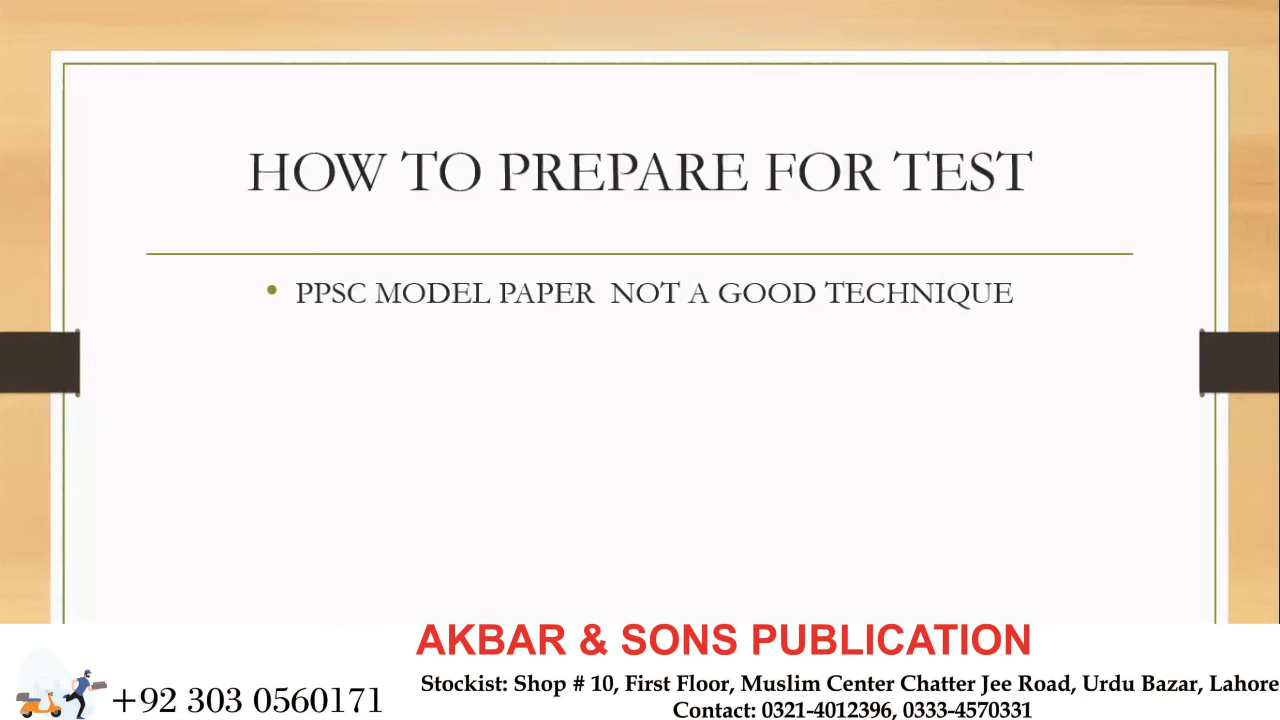 HOW TO PREPARE FOR TEST
• PPSC MODEL PAPER NOT A GOOD TECHNIQUE
AKBAR & SONS PUBLICATION
Stockist: Shop # 10, First Floor, Muslim Center Chatter Jee Road, Urdu Bazar, Lahore
+92 303 0560171
Contact: 0321-4012396, 0333-4570331